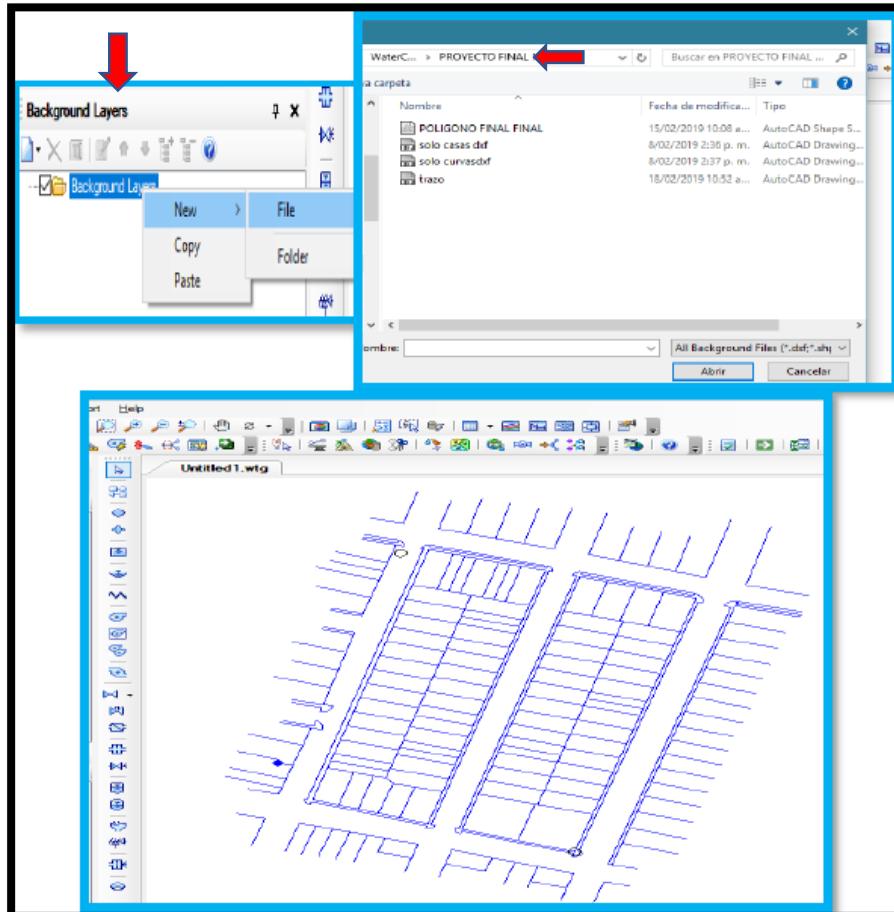 Background Layers
Background Layers
New > File
Copy
Folder
Paste
WaterC... > PROYECTO FINAL
Buscar en PROYECTO FINAL ...
va carpeta
Nombre Fecha de modifica... Tipo
POLIGONO FINAL FINAL 15/02/2019 10:08 a... AutoCAD Shape S...
solo casas dxf 8/02/2019 2:36 p. m. AutoCAD Drawing...
solo curvasdxf 8/02/2019 2:37 p. m. AutoCAD Drawing...
trazo 18/02/2019 10:52 a... AutoCAD Drawing...
ombre: All Background Files (*.dxf;*.shp
Abrir Cancelar
ort Help
Untitled1.wtg